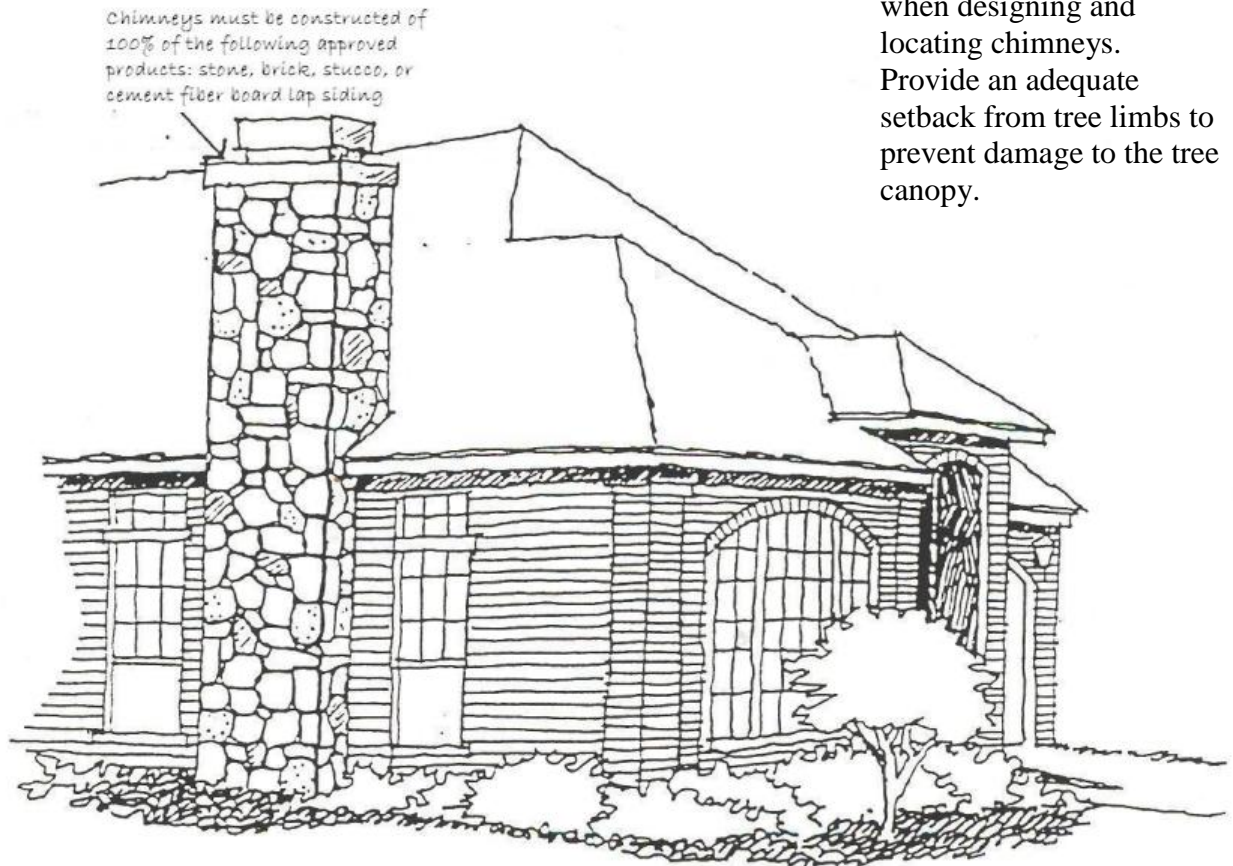 Chimneys must be constructed of
100% of the following approved
products: stone, brick, stucco, or
cement fiber board lap siding
when designing and
locating chimneys.
Provide an adequate
setback from tree limbs to
prevent damage to the tree
canopy.